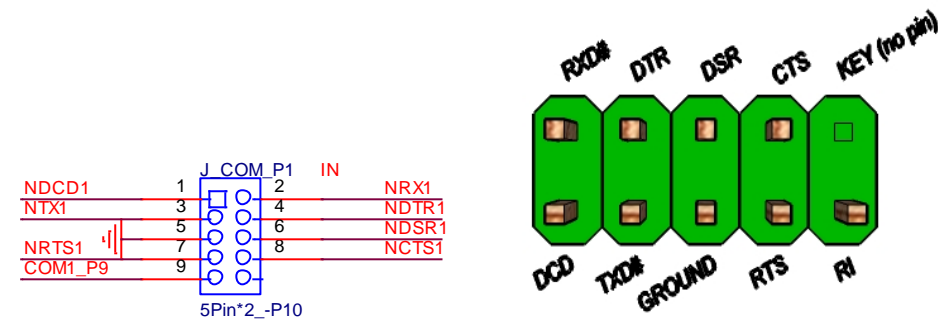 J_COM_P1 IN
NDCD1 1 2 NRX1
NTX1 3 4 NDTR1
5 6 NDSR1
NRTS1 7 8 NCTS1
COM1_P9 9
5Pin*2_-P10
RXD# DTR DSR CTS KEY (no pin)
DCD TXD# GROUND RTS RI